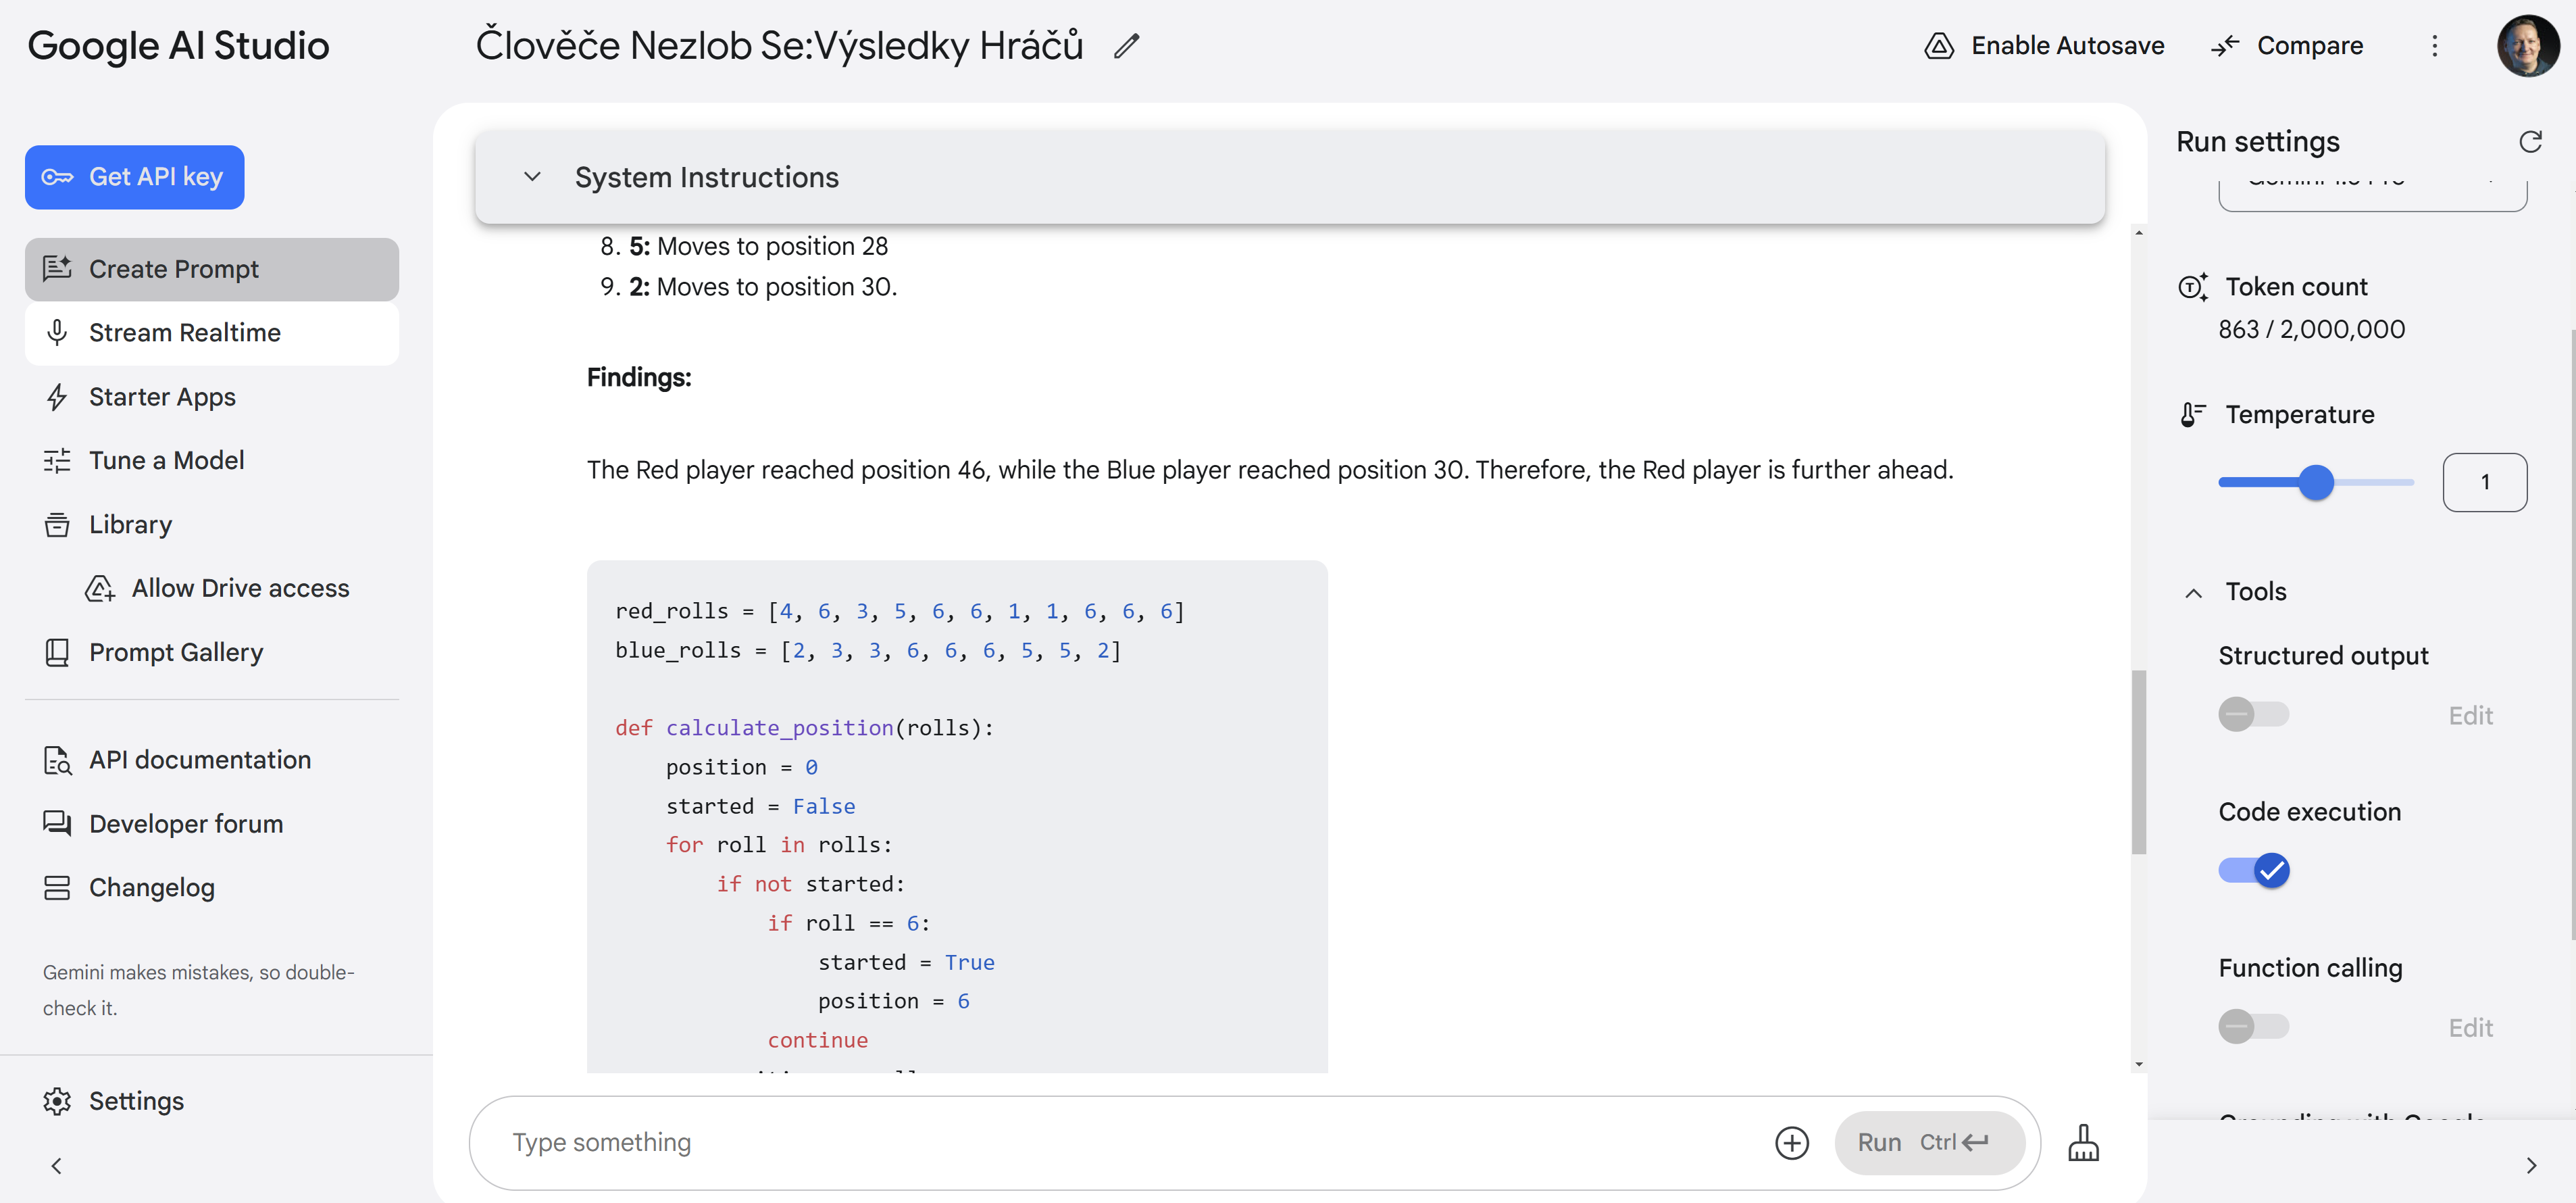 Google AI Studio
Člověče Nezlob Se:Výsledky Hráčů
Enable Autosave
Compare
Get API key
Create Prompt
Stream Realtime
Starter Apps
Tune a Model
Library
Allow Drive access
Prompt Gallery
API documentation
Developer forum
Changelog
Gemini makes mistakes, so double-
check it.
Settings
System Instructions
8. 5: Moves to position 28
9. 2: Moves to position 30.
Findings:
The Red player reached position 46, while the Blue player reached position 30. Therefore, the Red player is further ahead.
red_rolls = [4, 6, 3, 5, 6, 6, 1, 1, 6, 6, 6]
blue_rolls = [2, 3, 3, 6, 6, 6, 5, 5, 2]
def calculate_position(rolls):
    position = 0
    started = False
    for roll in rolls:
        if not started:
            if roll == 6:
                started = True
                position = 6
            continue
Type something
Run Ctrl
Run settings
Token count
863 / 2,000,000
Temperature
1
Tools
Structured output
Edit
Code execution
Function calling
Edit